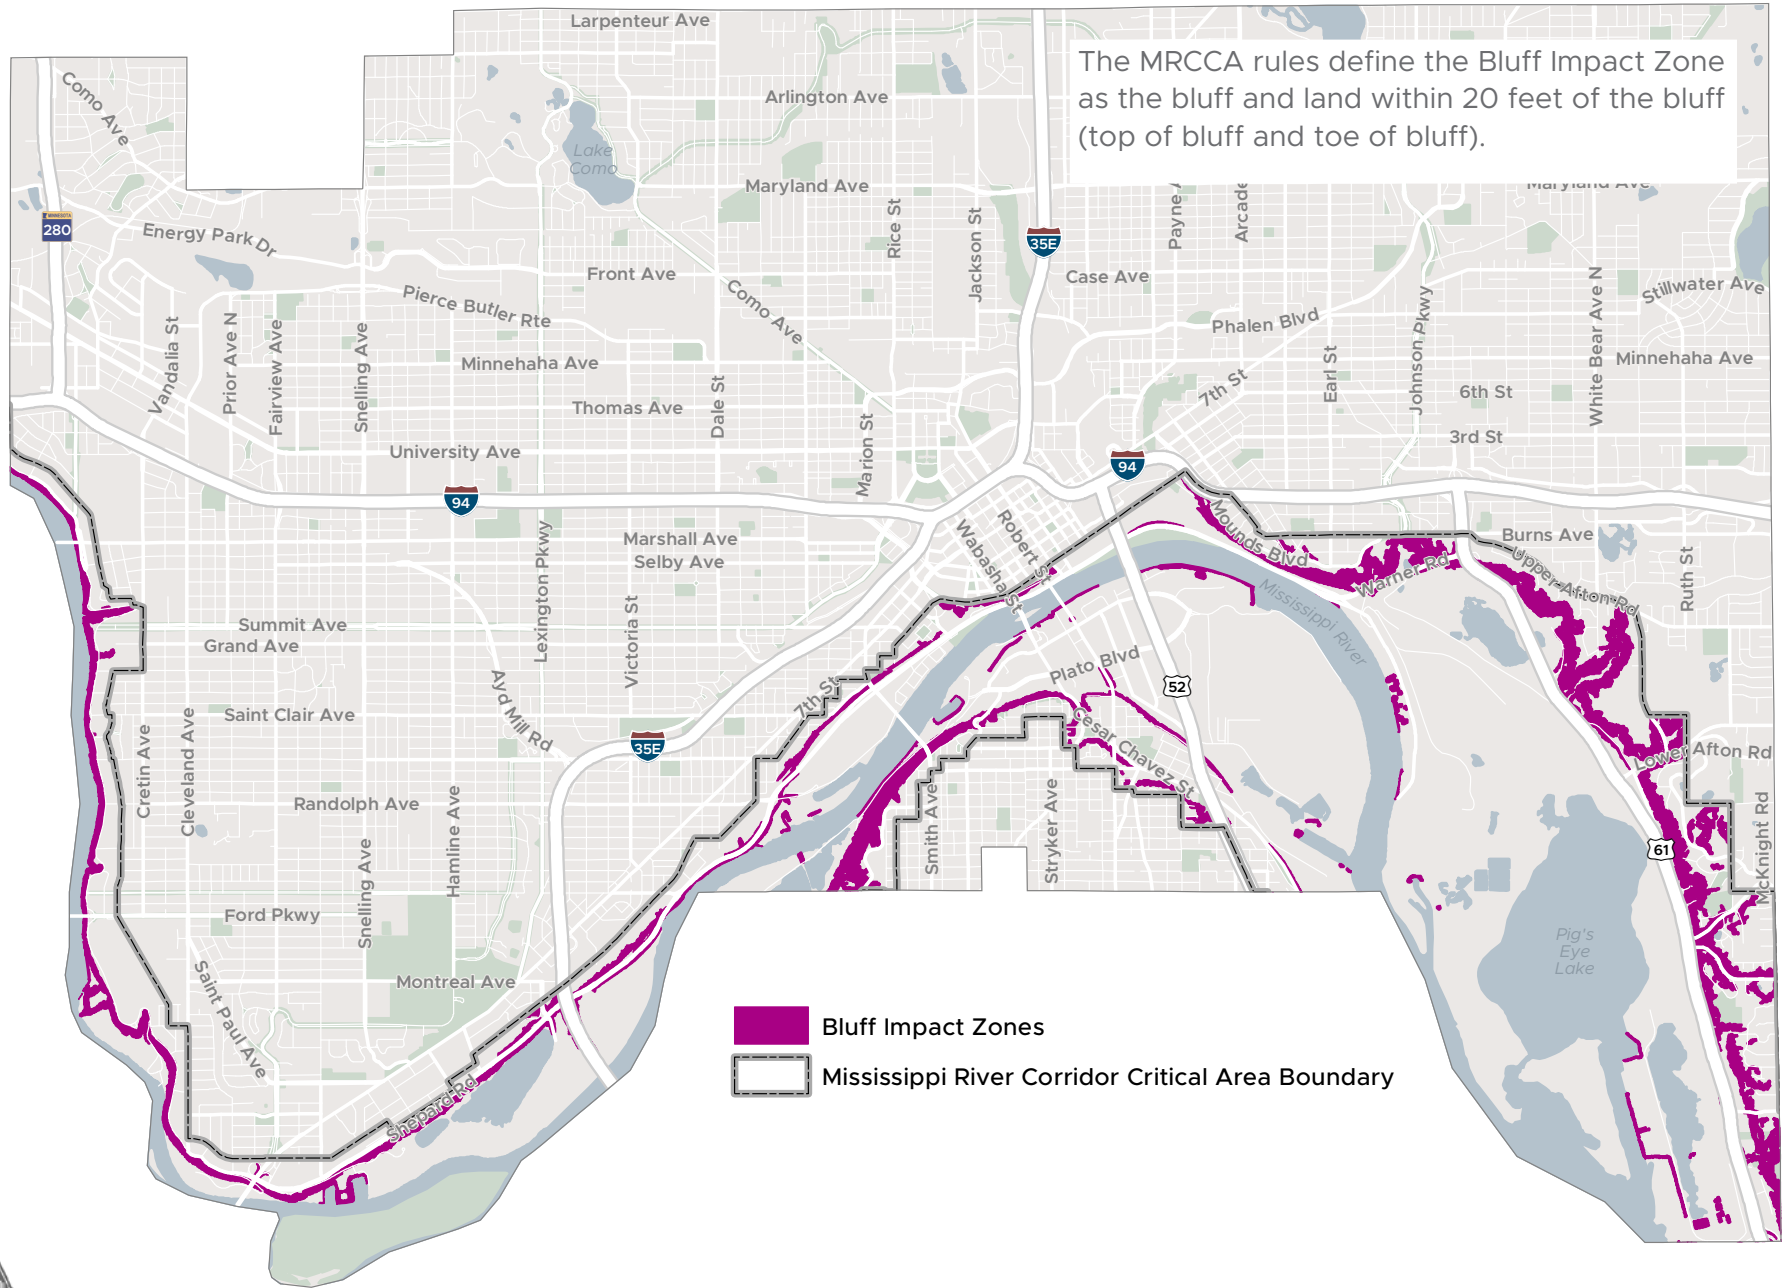 Larpenteur Ave
The MRCCA rules define the Bluff Impact Zone
as the bluff and land within 20 feet of the bluff
(top of bluff and toe of bluff).
Como Ave
Arlington Ave
Lake
Como
Maryland Ave
Maryland Ave
MINNESOTA
280
Energy Park Dr
Rice St
Jackson St
35E
Payne
Arcade
Front Ave
Case Ave
Pierce Butler Rte
Como Ave
White Bear Ave N
Stillwater Ave
Phalen Blvd
Johnson Pkwy
Vandalia St
Prior Ave N
Fairview Ave
Snelling Ave
Minnehaha Ave
Minnehaha Ave
Earl St
7th St
6th St
Thomas Ave
Dale St
Marion St
3rd St
University Ave
94
94
Lexington Pkwy
Marshall Ave
Selby Ave
Wabasha St
Robert St
Mounds Blvd
Burns Ave
Warner Rd
Upper Afton Rd
Ruth St
Summit Ave
Grand Ave
Victoria St
Mississippi River
Plato Blvd
52
Ayd Mill Rd
7th St
Saint Clair Ave
Cretin Ave
Cleveland Ave
35E
Cesar Chavez St
Lower Afton Rd
Randolph Ave
Hamline Ave
Smith Ave
Stryker Ave
McKnight Rd
61
Snelling Ave
Ford Pkwy
Pig's
Eye
Lake
Saint Paul Ave
Montreal Ave
Shepard Rd
Bluff Impact Zones
Mississippi River Corridor Critical Area Boundary